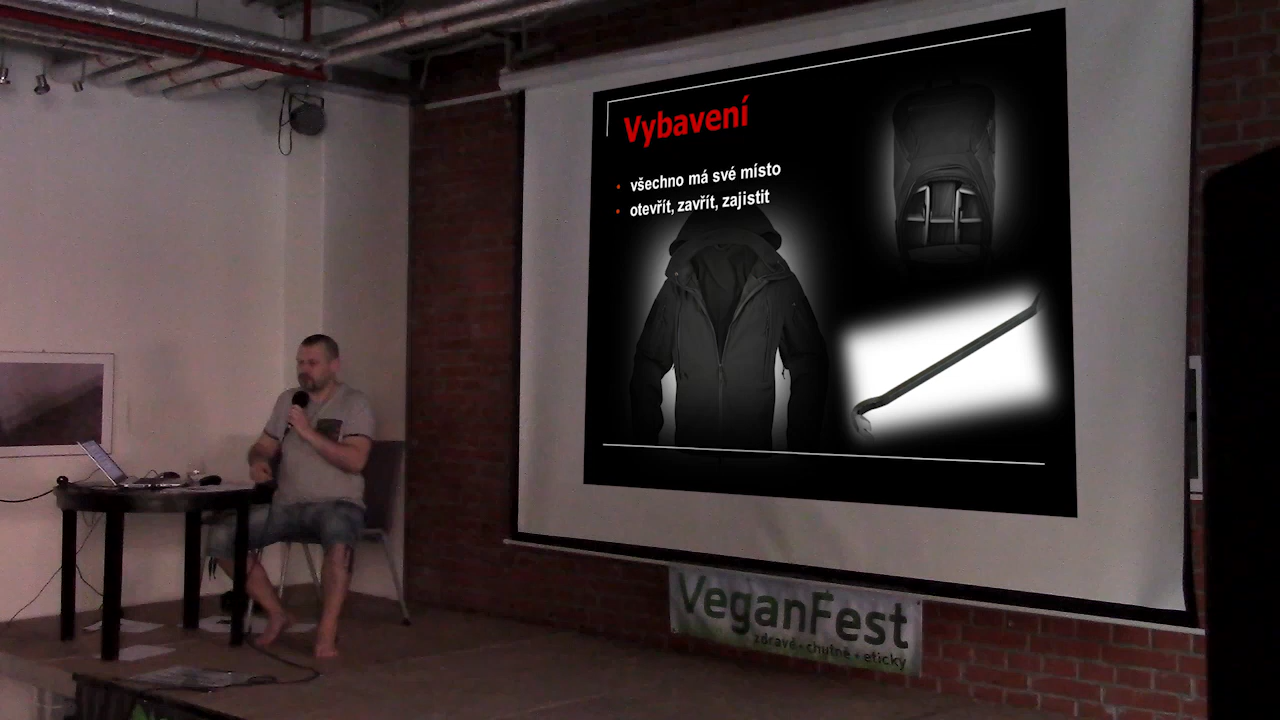 Vybavení
• všechno má své místo
• otevřít, zavřít, zajistit
VeganFest
zdravě + chutně + eticky